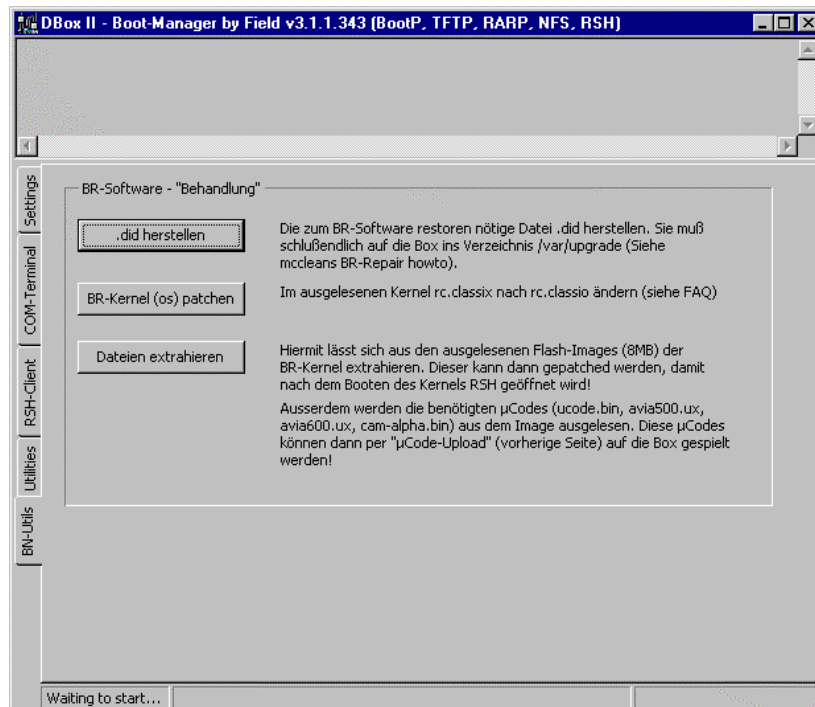 DBox II - Boot-Manager by Field v3.1.1.343 (BootP, TFTP, RARP, NFS, RSH)
Settings
COM-Terminal
RSH-Client
Utilities
BN-Utils
BR-Software - "Behandlung"
.did herstellen
Die zum BR-Software restoren nötige Datei .did herstellen. Sie muß
schlußendlich auf die Box ins Verzeichnis /var/upgrade (Siehe
mccleans BR-Repair howto).
BR-Kernel (os) patchen
Im ausgelesenen Kernel rc.classix nach rc.classio ändern (siehe FAQ)
Dateien extrahieren
Hiermit lässt sich aus den ausgelesenen Flash-Images (8MB) der
BR-Kernel extrahieren. Dieser kann dann gepatched werden, damit
nach dem Booten des Kernels RSH geöffnet wird!
Ausserdem werden die benötigten µCodes (ucode.bin, avia500.ux,
avia600.ux, cam-alpha.bin) aus dem Image ausgelesen. Diese µCodes
können dann per "µCode-Upload" (vorherige Seite) auf die Box gespielt
werden!
Waiting to start...